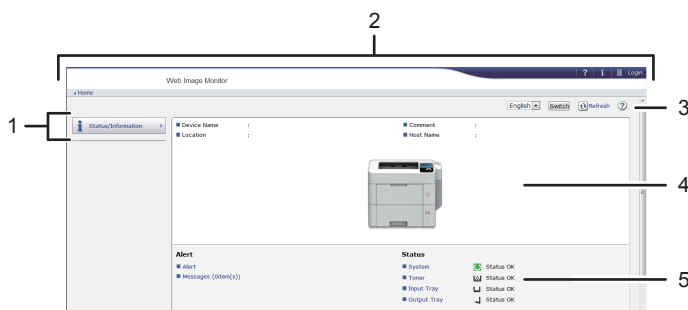 2
? i Login
Web Image Monitor
Home
English Switch Refresh ? 3
1 Status/Information
Device Name : Comment :
Location : Host Name :
4
Alert Status
Alert System Status OK
Messages (0item(s)) Toner Status OK 5
Input Tray Status OK
Output Tray Status OK